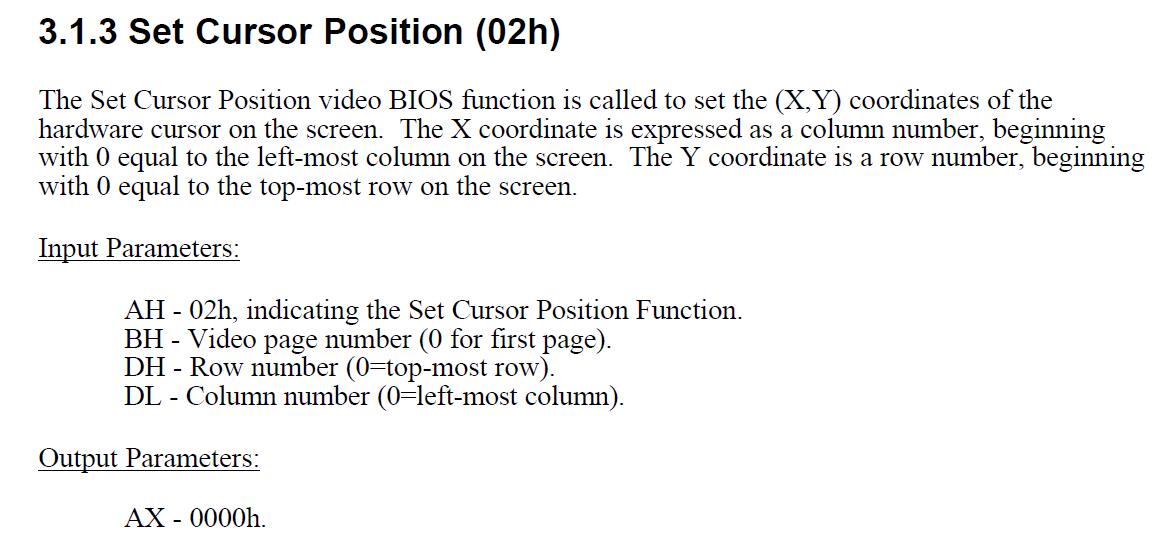 3.1.3 Set Cursor Position (02h)
The Set Cursor Position video BIOS function is called to set the (X,Y) coordinates of the
hardware cursor on the screen.  The X coordinate is expressed as a column number, beginning
with 0 equal to the left-most column on the screen.  The Y coordinate is a row number, beginning
with 0 equal to the top-most row on the screen.
Input Parameters:
AH - 02h, indicating the Set Cursor Position Function.
BH - Video page number (0 for first page).
DH - Row number (0=top-most row).
DL - Column number (0=left-most column).
Output Parameters:
AX - 0000h.